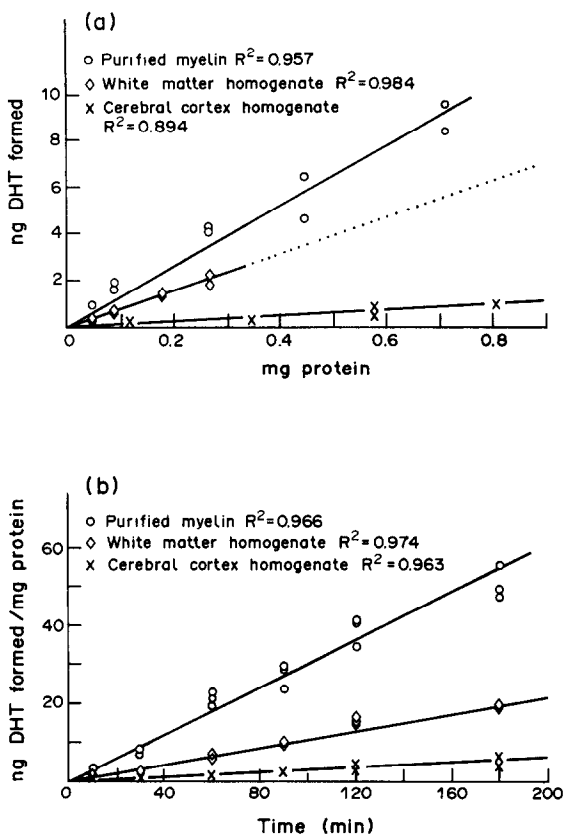 (a)
○ Purified myelin R²=0.957
◇ White matter homogenate R²=0.984
x Cerebral cortex homogenate
R²=0.894
10
8
6
4
2
ng DHT formed
0 0.2 0.4 0.6 0.8
mg protein
(b)
○ Purified myelin R²=0.966
◇ White matter homogenate R²=0.974
x Cerebral cortex homogenate R²=0.963
60
40
20
ng DHT formed/mg protein
0 40 80 120 160 200
Time (min)